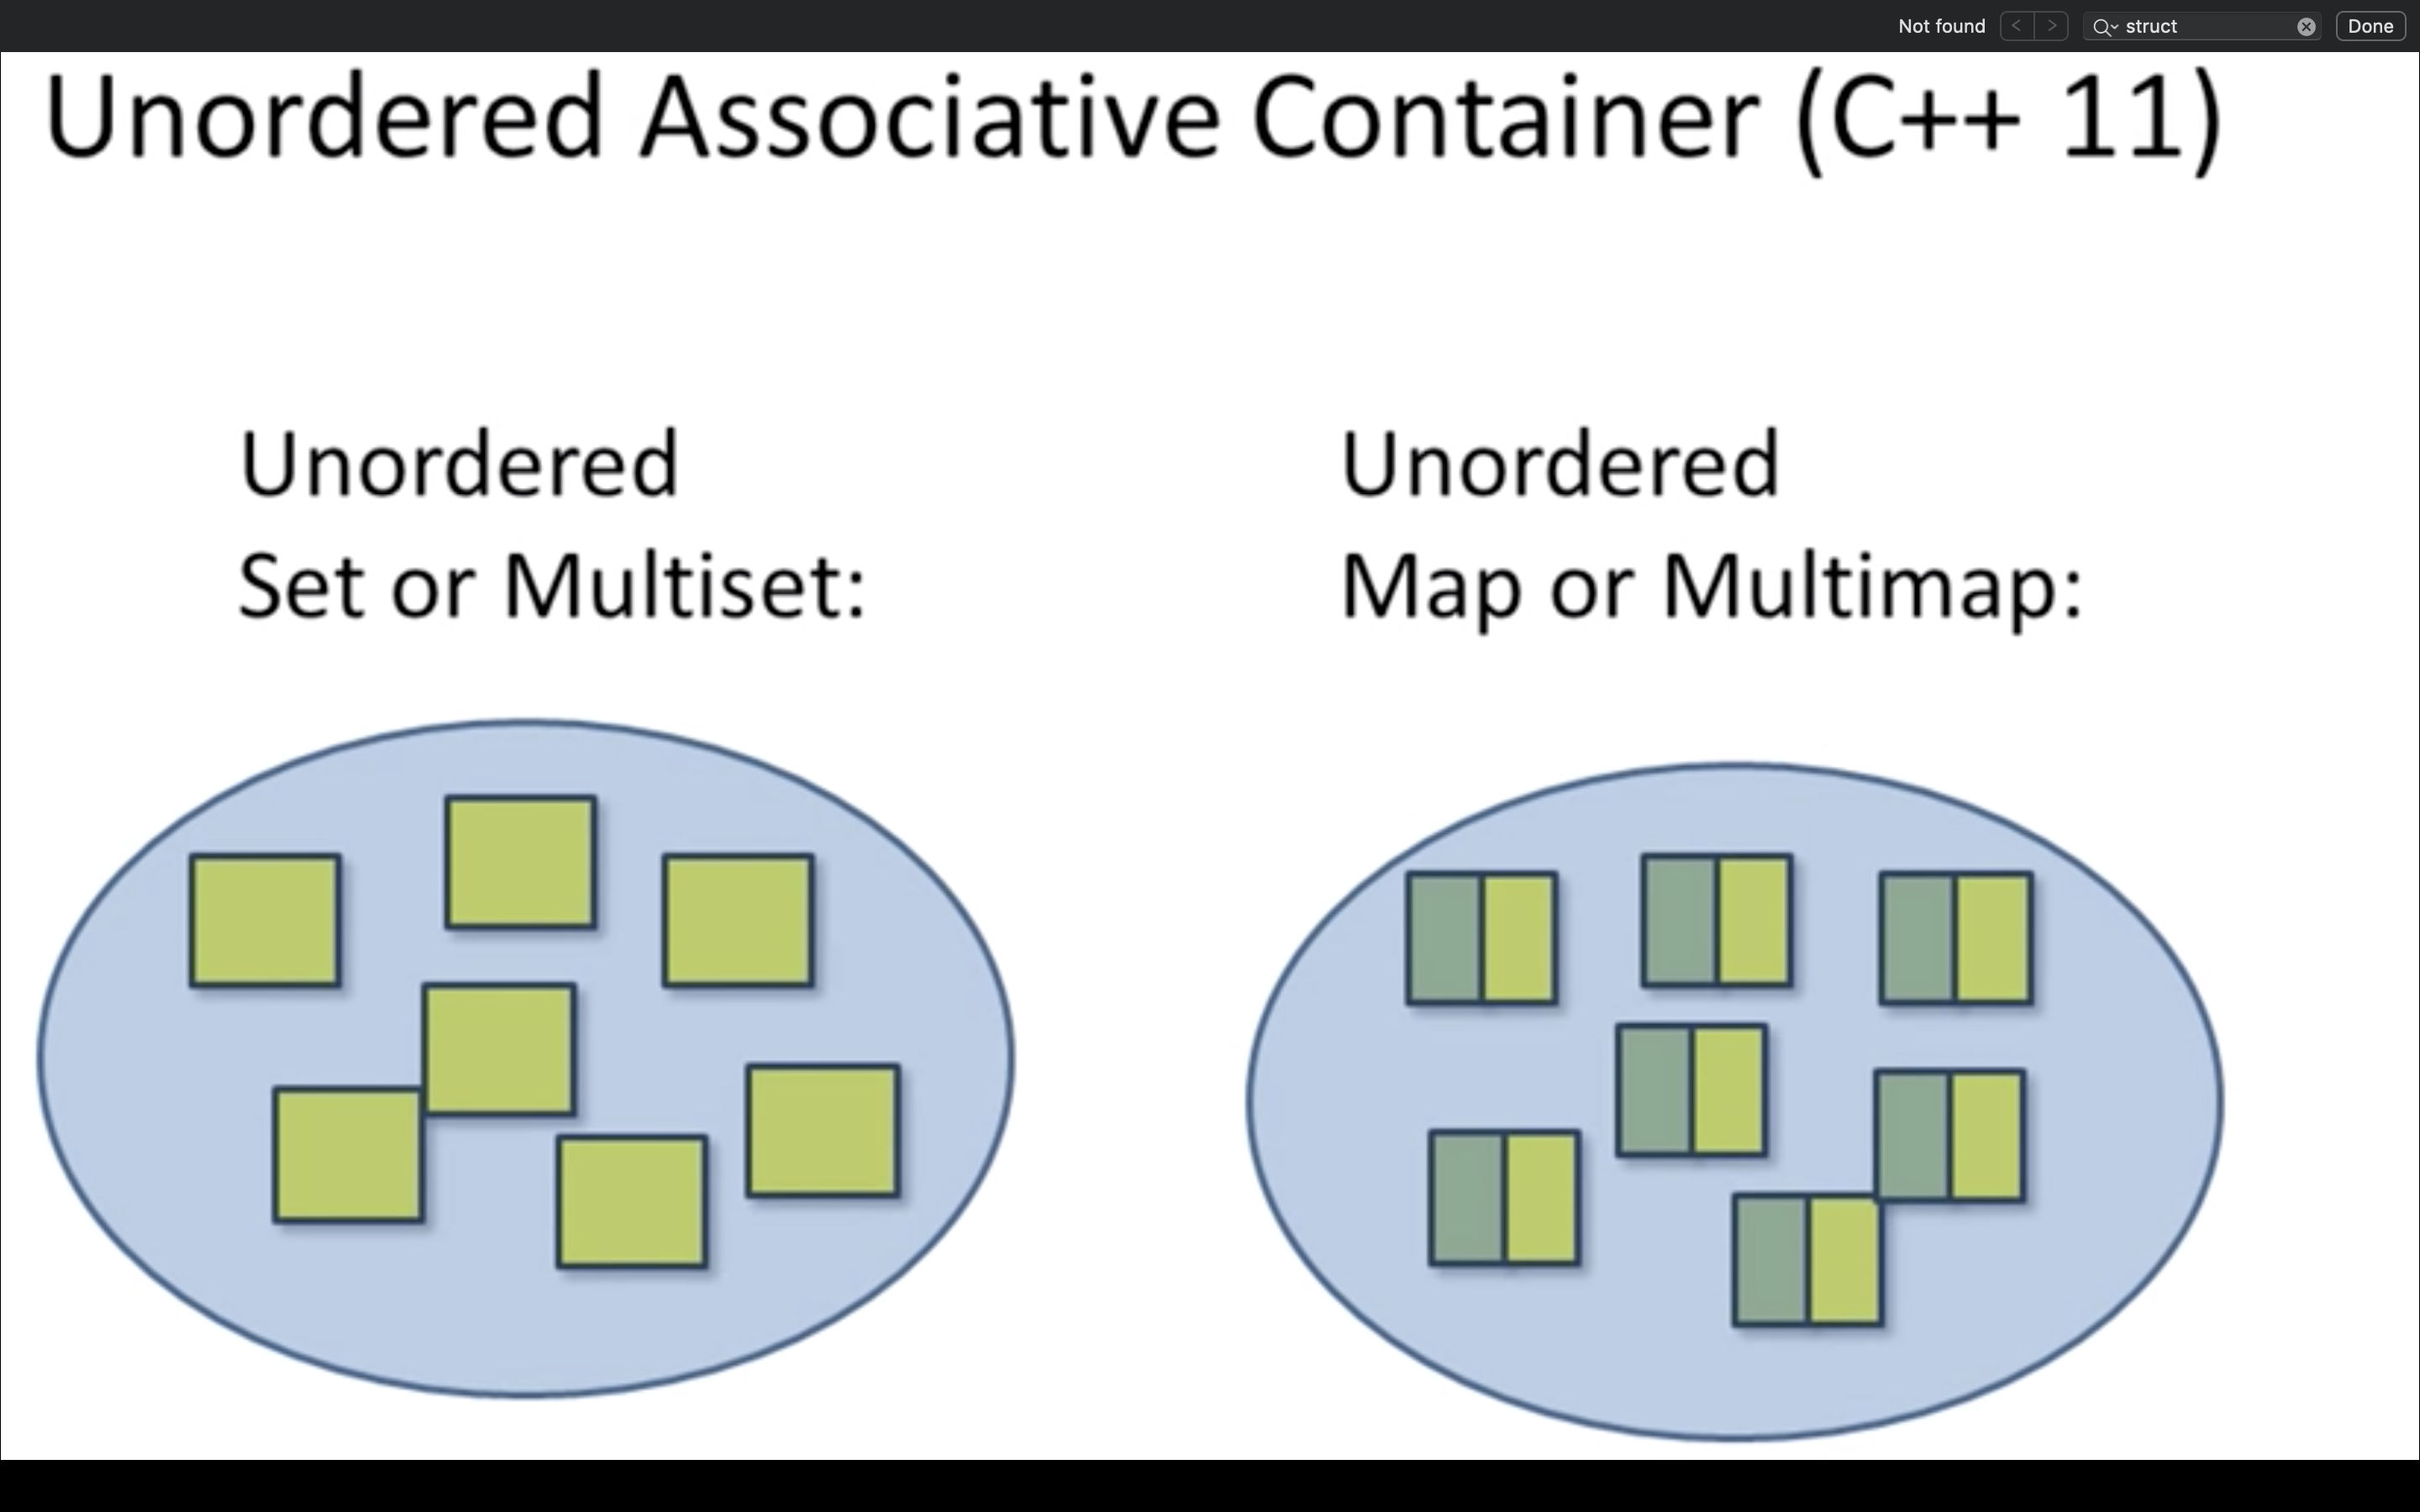 Not found < > struct Done
Unordered Associative Container (C++ 11)
Unordered
Set or Multiset:
Unordered
Map or Multimap: